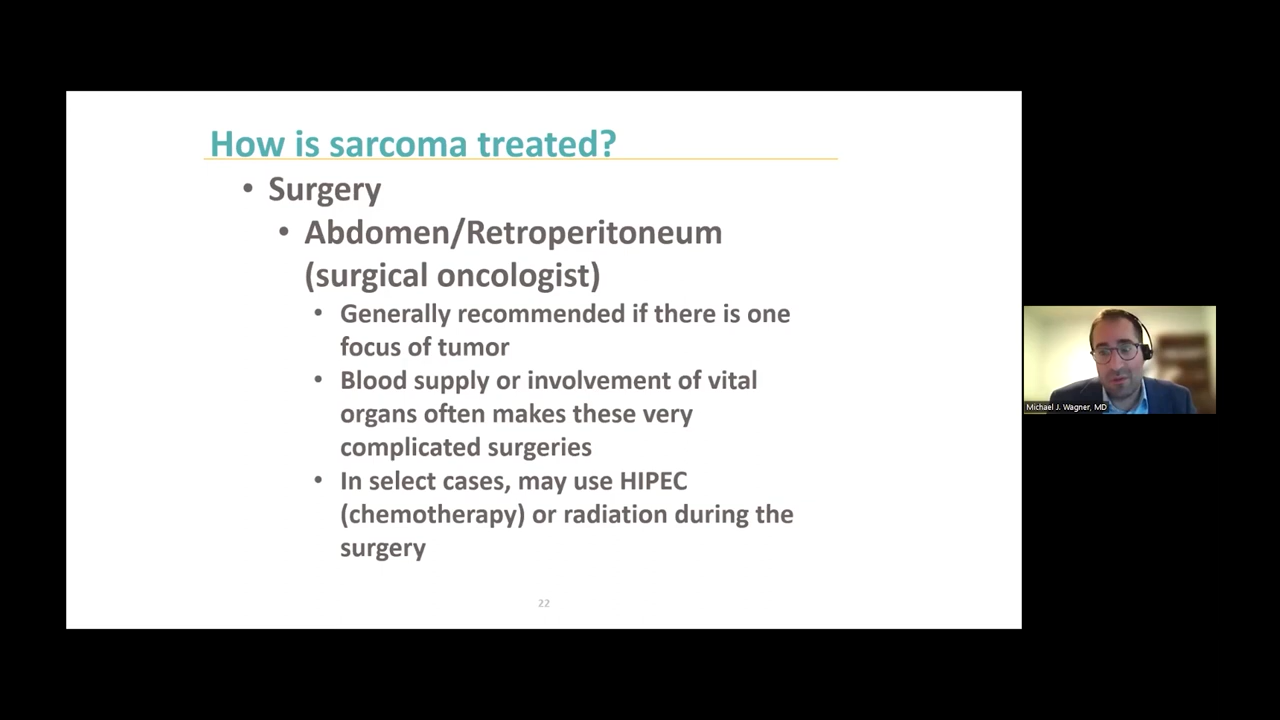 How is sarcoma treated?
• Surgery
• Abdomen/Retroperitoneum
(surgical oncologist)
• Generally recommended if there is one
focus of tumor
• Blood supply or involvement of vital
organs often makes these very
complicated surgeries
• In select cases, may use HIPEC
(chemotherapy) or radiation during the
surgery
22
Michael J. Wagner, MD